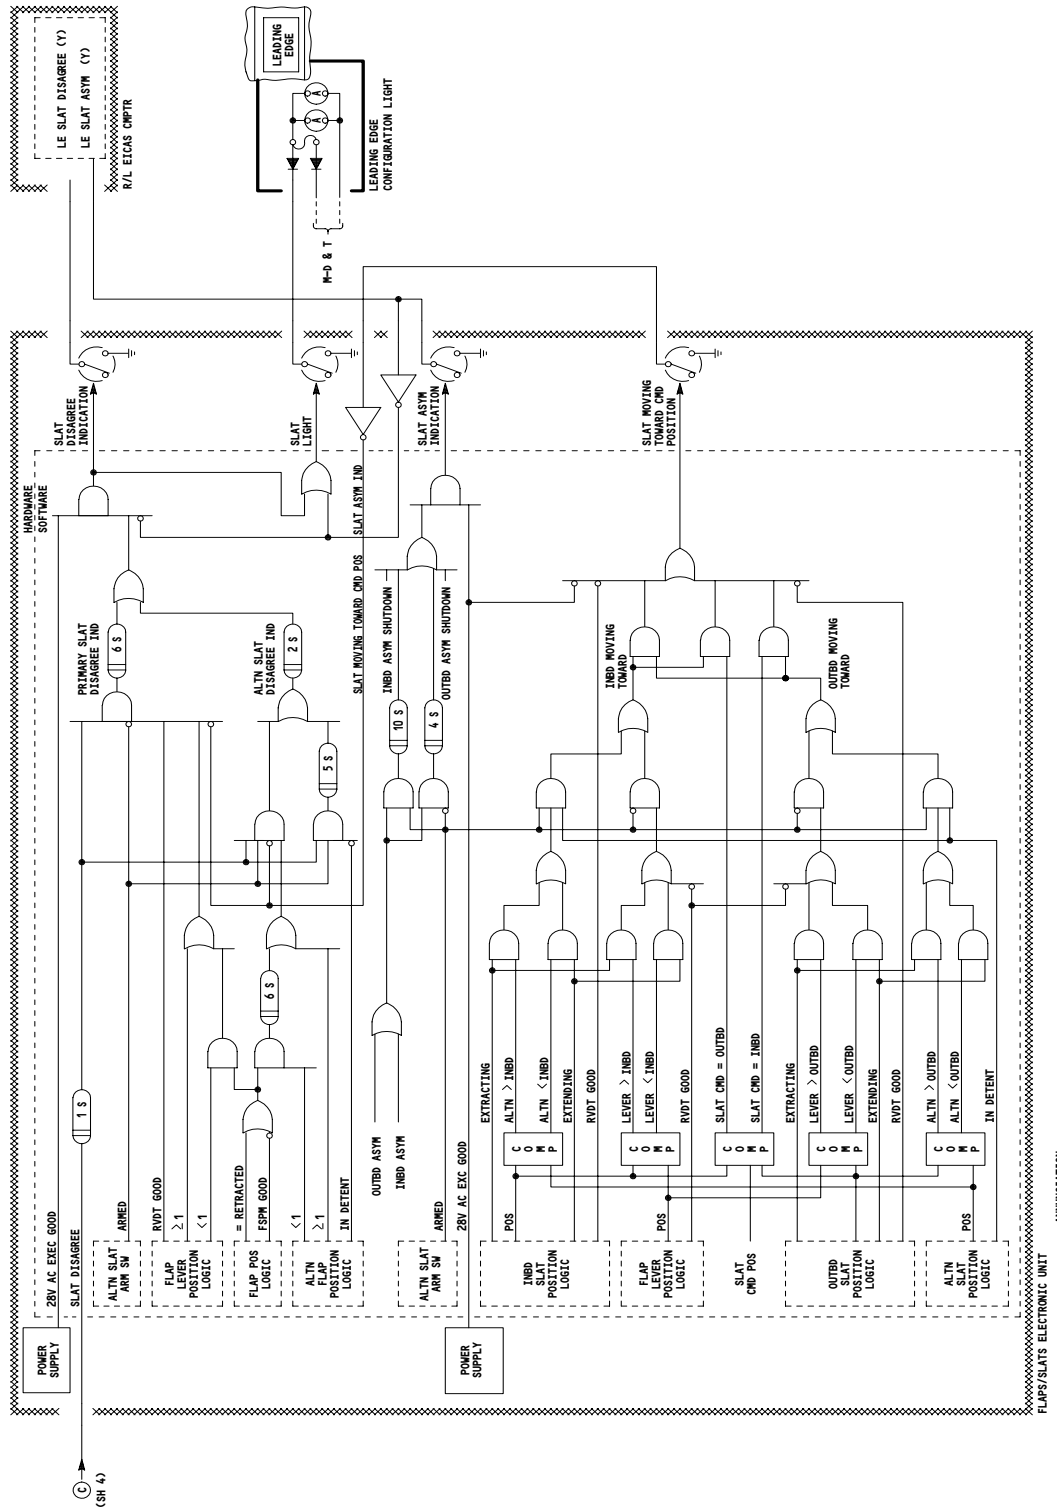 LE SLAT DISAGREE (Y)
LE SLAT ASYM (Y)
R/L EICAS CMPTR
LEADING
EDGE
A
A
LEADING EDGE
CONFIGURATION LIGHT
M-D & T
SLAT
DISAGREE
INDICATION
SLAT
LIGHT
SLAT ASYM
INDICATION
SLAT MOVING
TOWARD CMD
POSITION
HARDWARE
SOFTWARE
SLAT ASYM IND
SLAT MOVING TOWARD CMD POS
PRIMARY SLAT
DISAGREE IND
6 S
ALTN SLAT
DISAGREE IND
2 S
5 S
INBD ASYM SHUTDOWN
OUTBD ASYM SHUTDOWN
10 S
4 S
INBD MOVING
TOWARD
OUTBD MOVING
TOWARD
1 S
6 S
28V AC EXEC GOOD
SLAT DISAGREE
ARMED
RVDT GOOD
≥1
<1
= RETRACTED
FSPM GOOD
<1
≥1
IN DETENT
OUTBD ASYM
INBD ASYM
ARMED
28V AC EXC GOOD
EXTRACTING
ALTN > INBD
ALTN < INBD
EXTENDING
RVDT GOOD
LEVER > INBD
LEVER < INBD
RVDT GOOD
SLAT CMD = OUTBD
SLAT CMD = INBD
EXTRACTING
LEVER > OUTBD
LEVER < OUTBD
EXTENDING
RVDT GOOD
ALTN > OUTBD
ALTN < OUTBD
IN DETENT
COMP
COMP
COMP
COMP
COMP
POS
POS
POS
POWER
SUPPLY
ALTN SLAT
ARM SW
FLAP
LEVER
POSITION
LOGIC
FLAP POS
LOGIC
ALTN
FLAP
POSITION
LOGIC
ALTN SLAT
ARM SW
POWER
SUPPLY
INBD
SLAT
POSITION
LOGIC
FLAP
LEVER
POSITION
LOGIC
SLAT
CMD POS
OUTBD
SLAT
POSITION
LOGIC
ALTN
SLAT
POSITION
LOGIC
C
(SH 4)
FLAPS/SLATS ELECTRONIC UNIT